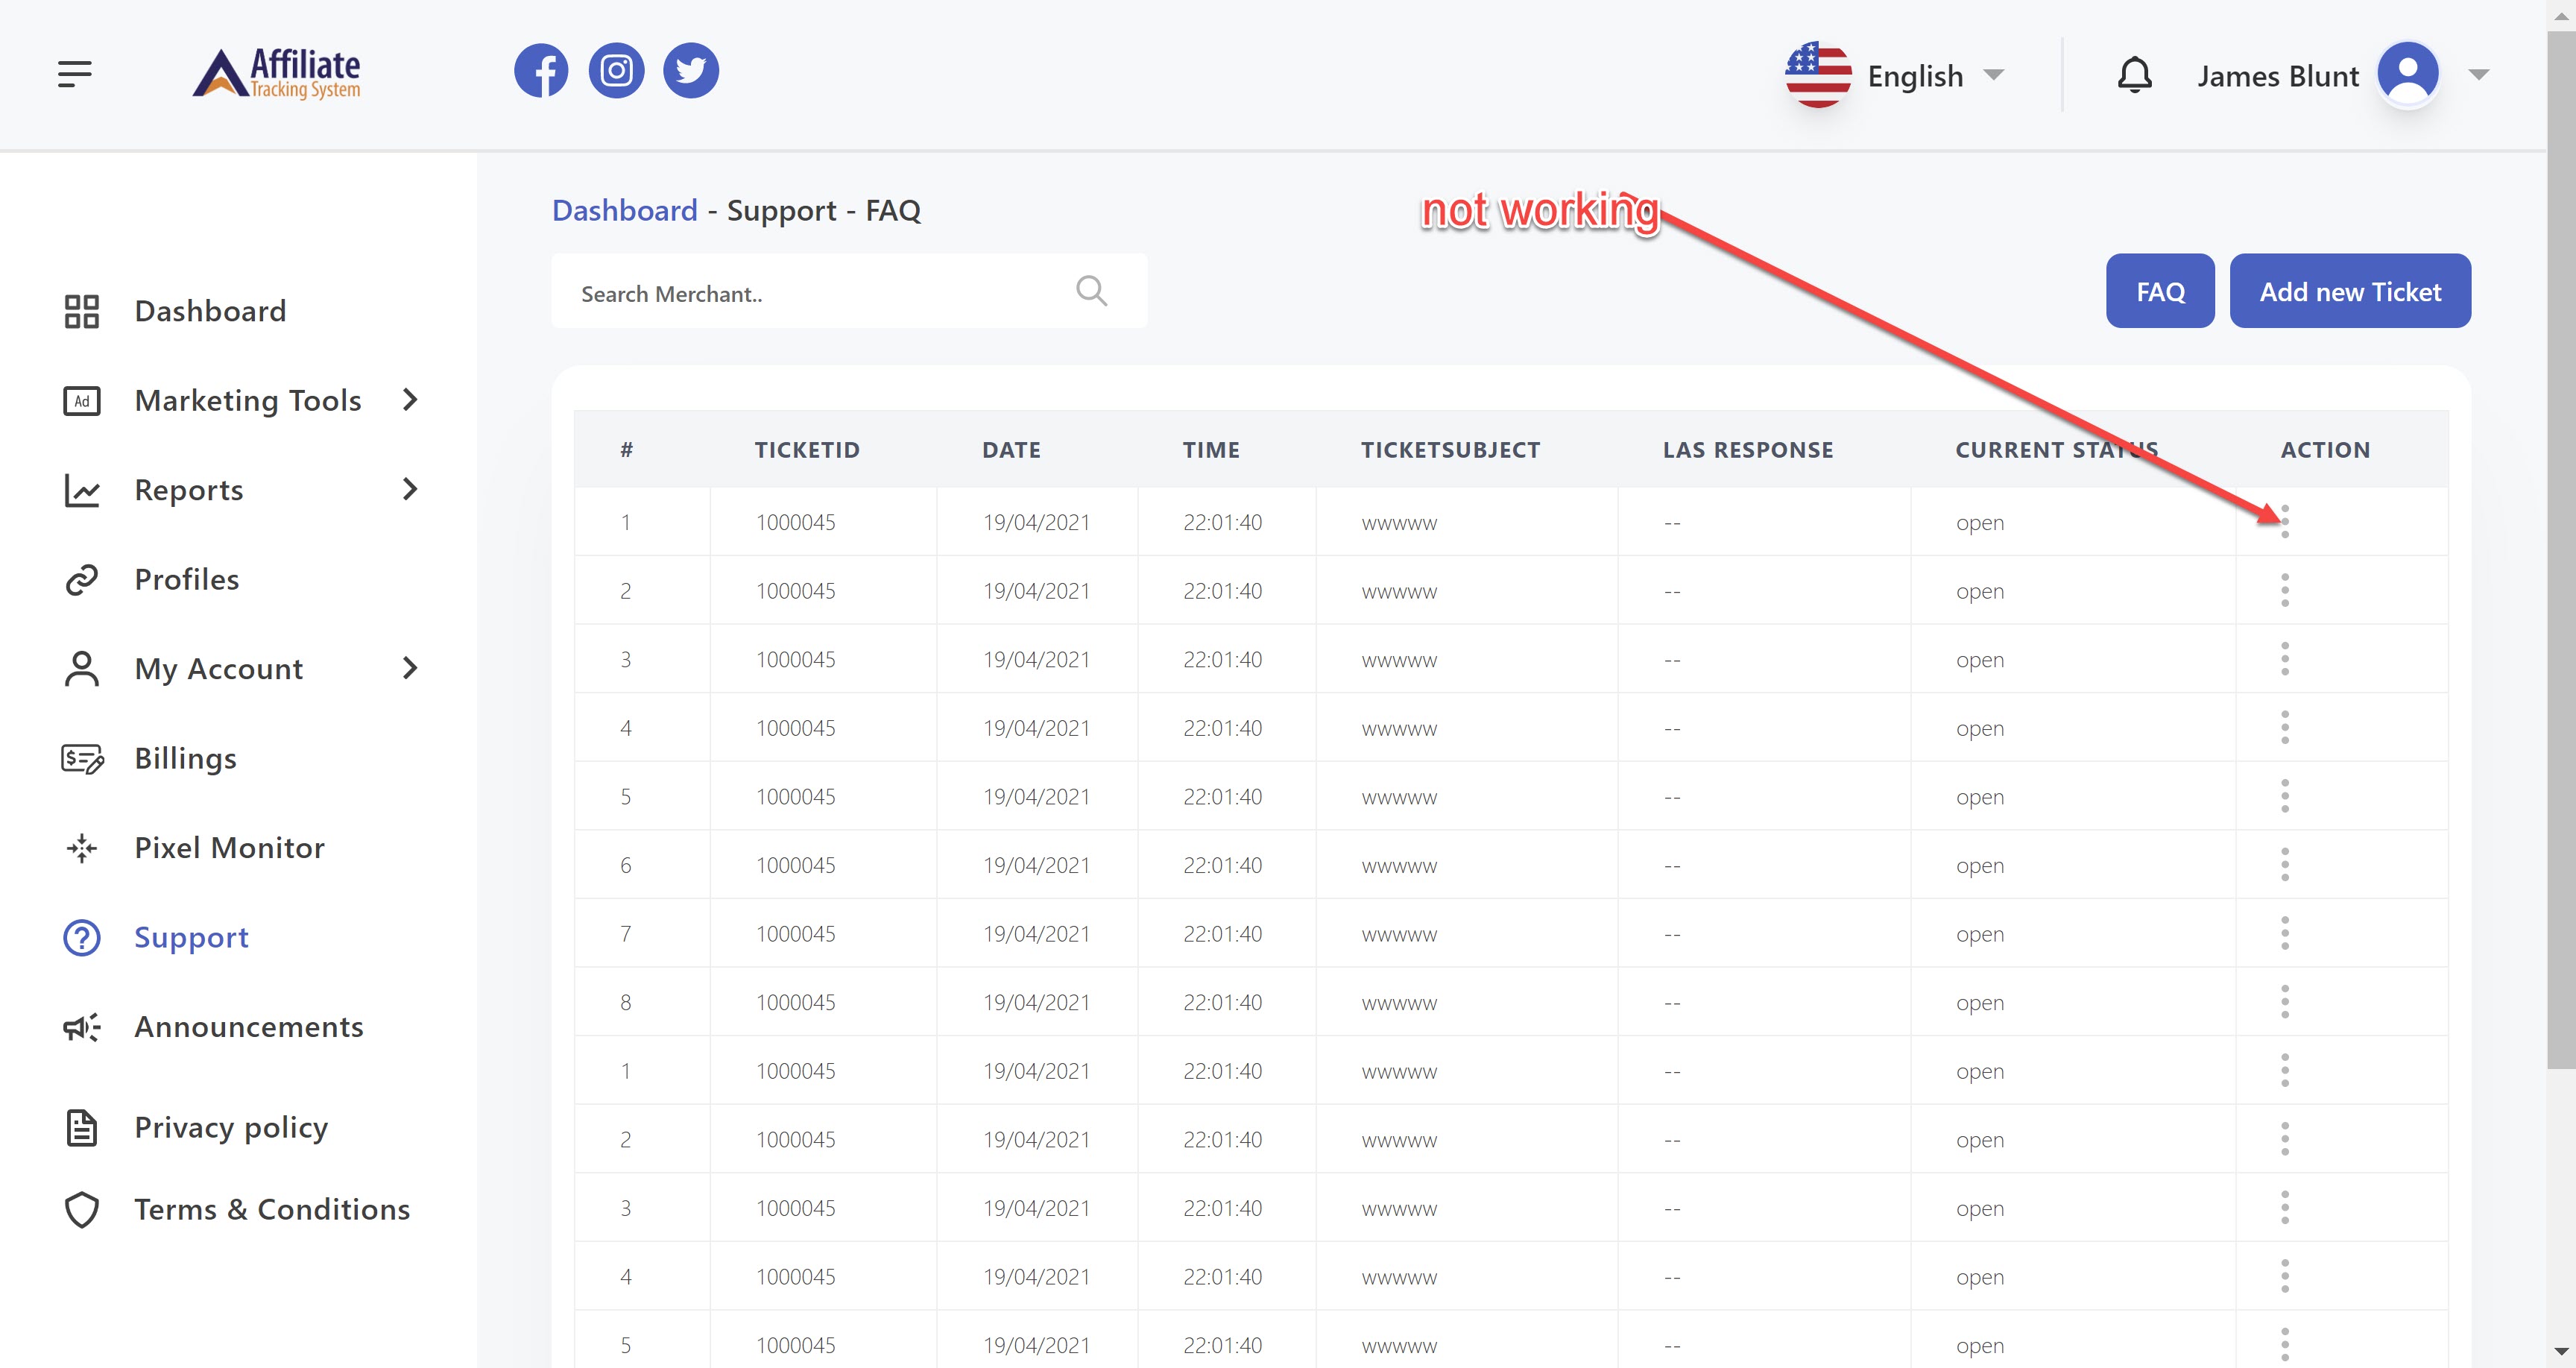 Affiliate
Tracking System
English
James Blunt
Dashboard - Support - FAQ
not working
Search Merchant..
FAQ
Add new Ticket
Dashboard
Ad
Marketing Tools
Reports
Profiles
My Account
Billings
Pixel Monitor
Support
Announcements
Privacy policy
Terms & Conditions
# TICKETID DATE TIME TICKETSUBJECT LAS RESPONSE CURRENT STATUS ACTION
1 1000045 19/04/2021 22:01:40 wwwww -- open
2 1000045 19/04/2021 22:01:40 wwwww -- open
3 1000045 19/04/2021 22:01:40 wwwww -- open
4 1000045 19/04/2021 22:01:40 wwwww -- open
5 1000045 19/04/2021 22:01:40 wwwww -- open
6 1000045 19/04/2021 22:01:40 wwwww -- open
7 1000045 19/04/2021 22:01:40 wwwww -- open
8 1000045 19/04/2021 22:01:40 wwwww -- open
1 1000045 19/04/2021 22:01:40 wwwww -- open
2 1000045 19/04/2021 22:01:40 wwwww -- open
3 1000045 19/04/2021 22:01:40 wwwww -- open
4 1000045 19/04/2021 22:01:40 wwwww -- open
5 1000045 19/04/2021 22:01:40 wwwww -- open